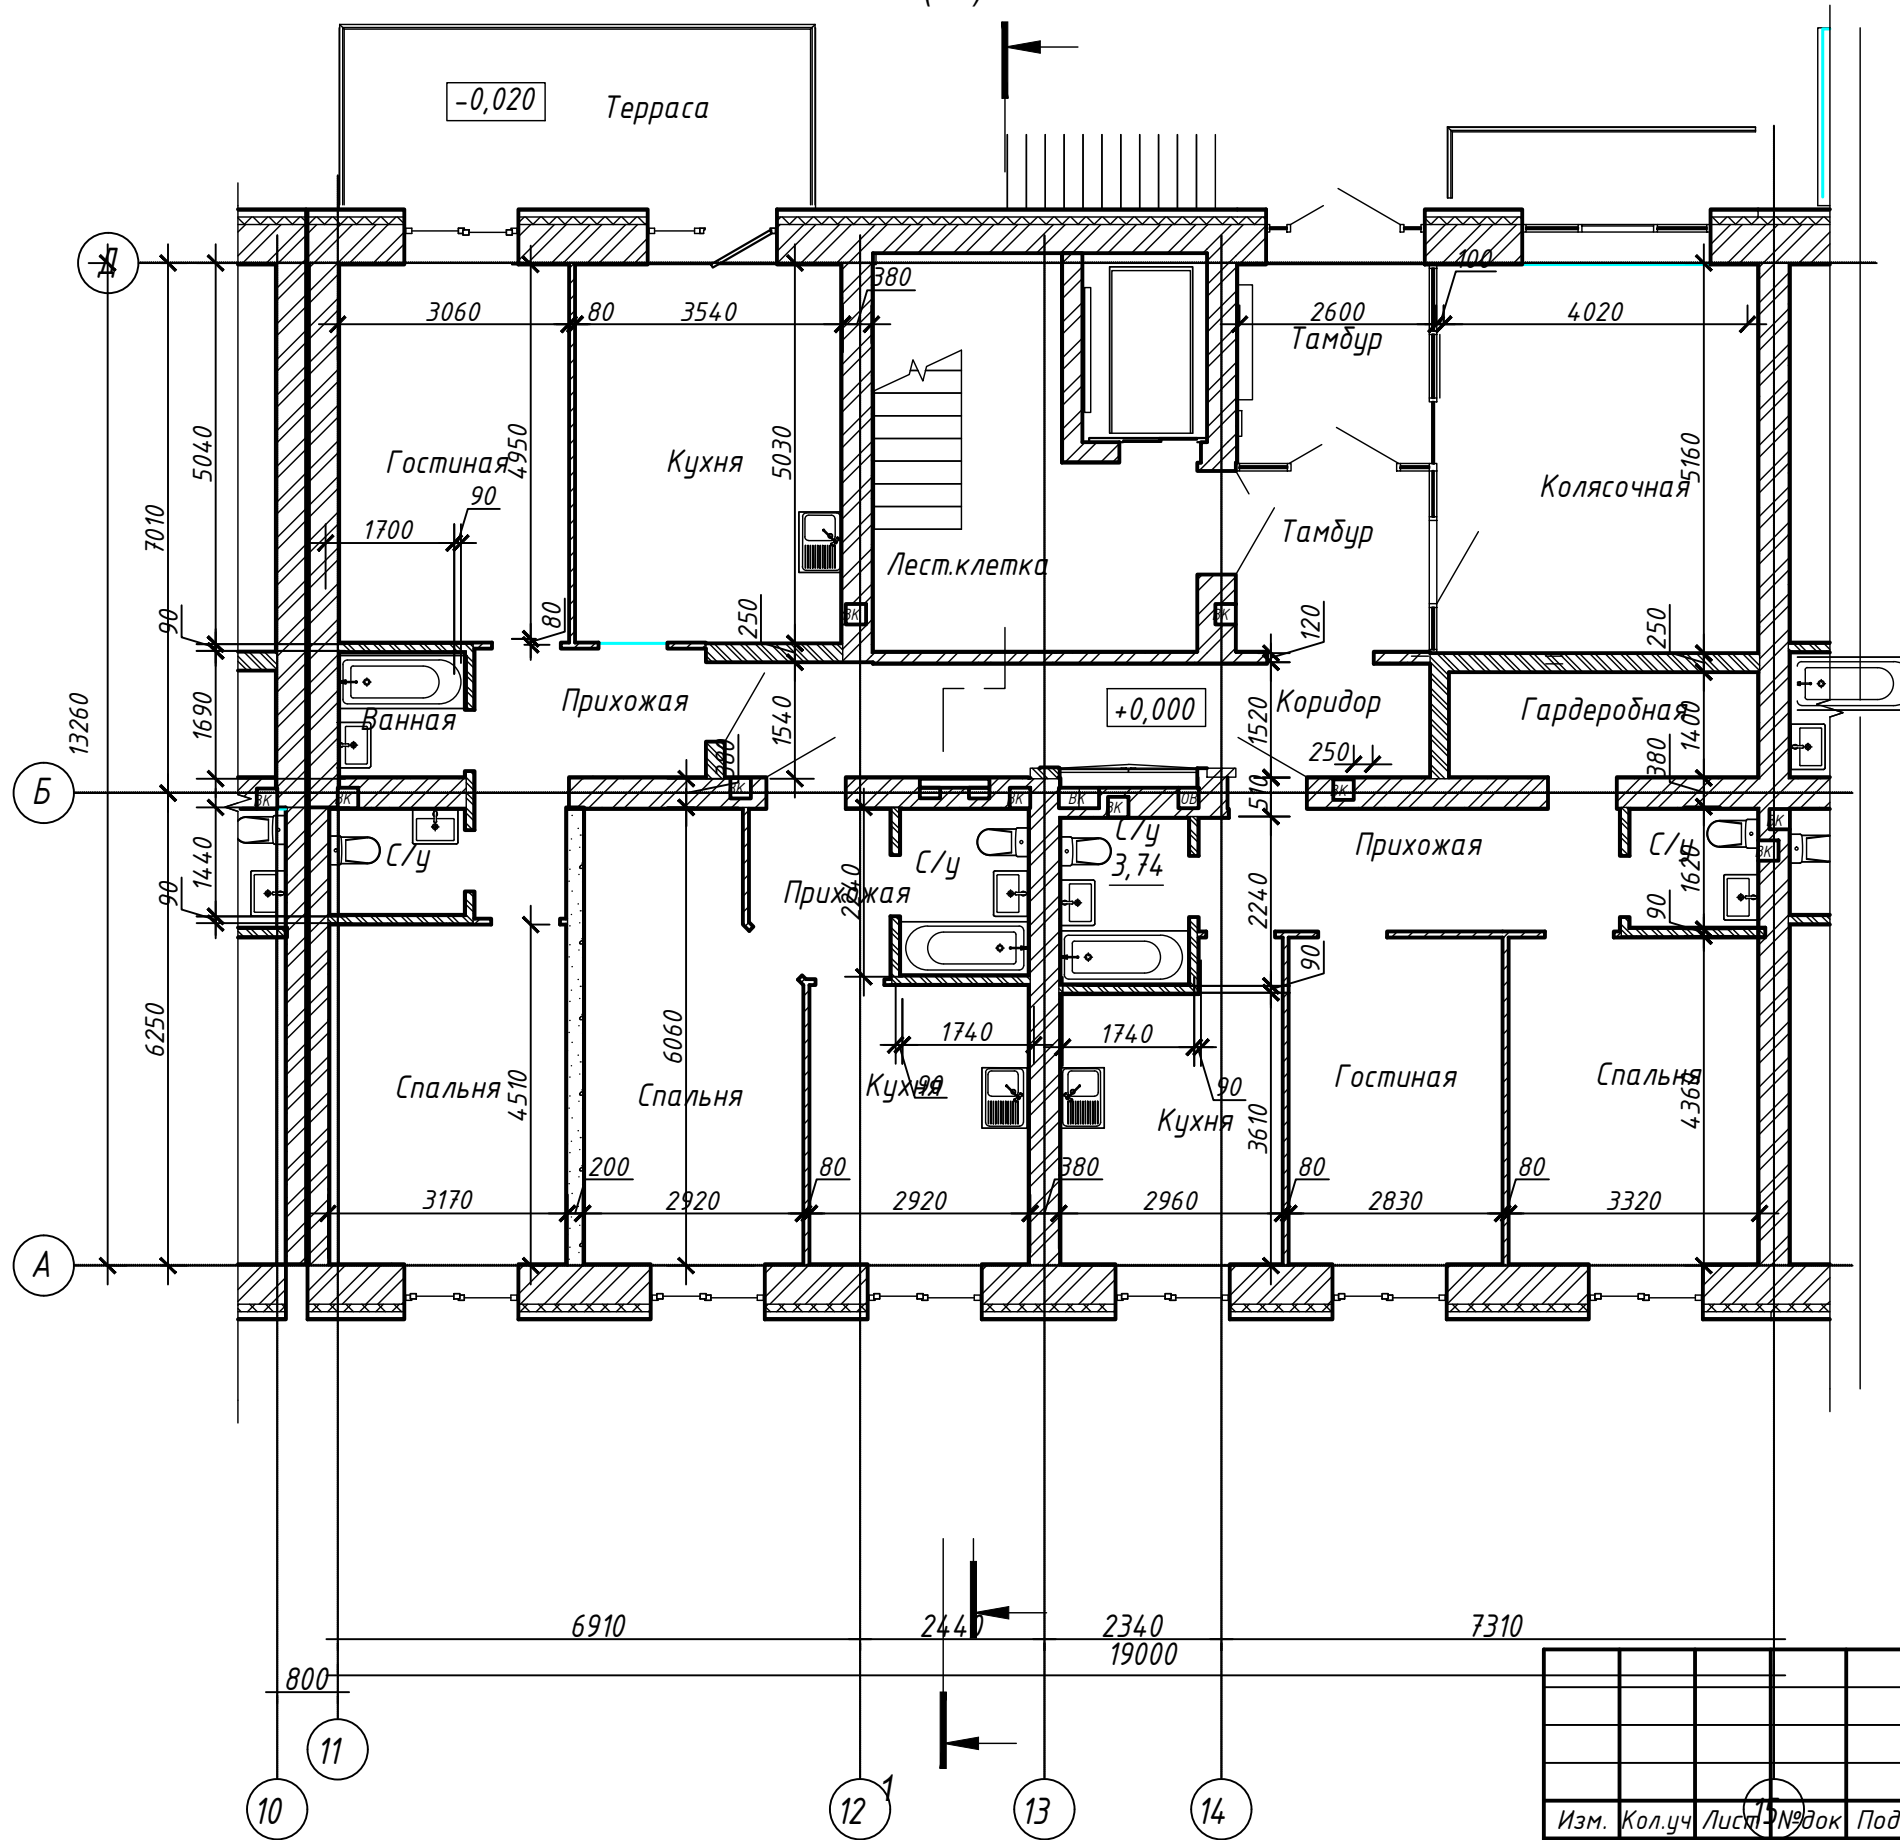 -0,020 Терраса
Д
380
100
3060 80 3540 2600 4020
Тамбур
5040 4950 5030 5160
Гостиная Кухня
Колясочная
90
7010 1700
Тамбур
Лест.клетка
90 80 250 ВК ВК 120 250
13260 1690 Ванная Прихожая 1540 +0,000 1520 Коридор Гардеробная 1400
250
380 380
Б
ВК ВК ВК ВК ВК ВК ОВ ВК 510 ВК
С/у
С/у С/у 3,74 Прихожая С/у 1620 ВК
1440 Прихожая 2240
90 2240 90
90
6250 6060 1740 1740
Спальня 4510 Спальня Кухня 90 Кухня 90 3610 Гостиная Спальня 4360
200 80 380 80 80
3170 2920 2920 2960 2830 3320
А
6910 2440 2340 7310
19000
800
11
10 12 1 13 14 15
Изм. Кол.уч Лист №док Под